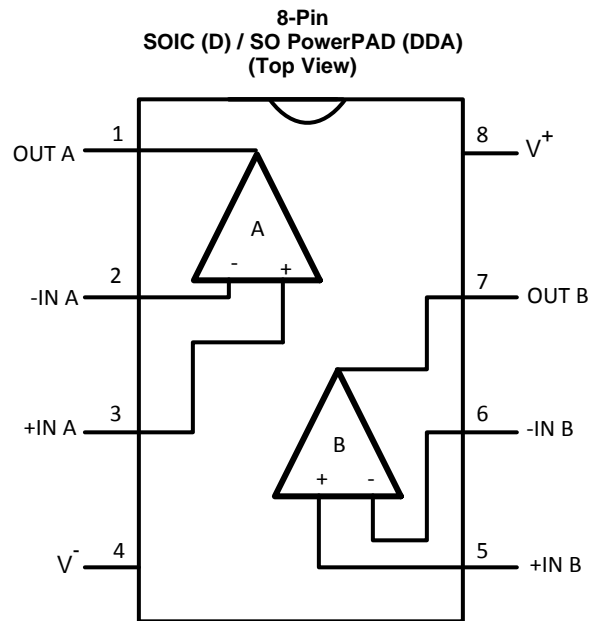 8-Pin
SOIC (D) / SO PowerPAD (DDA)
(Top View)
1
OUT A
8
V+
A
- +
2
-IN A
7
OUT B
3
+IN A
6
-IN B
B
+ -
4
V-
5
+IN B